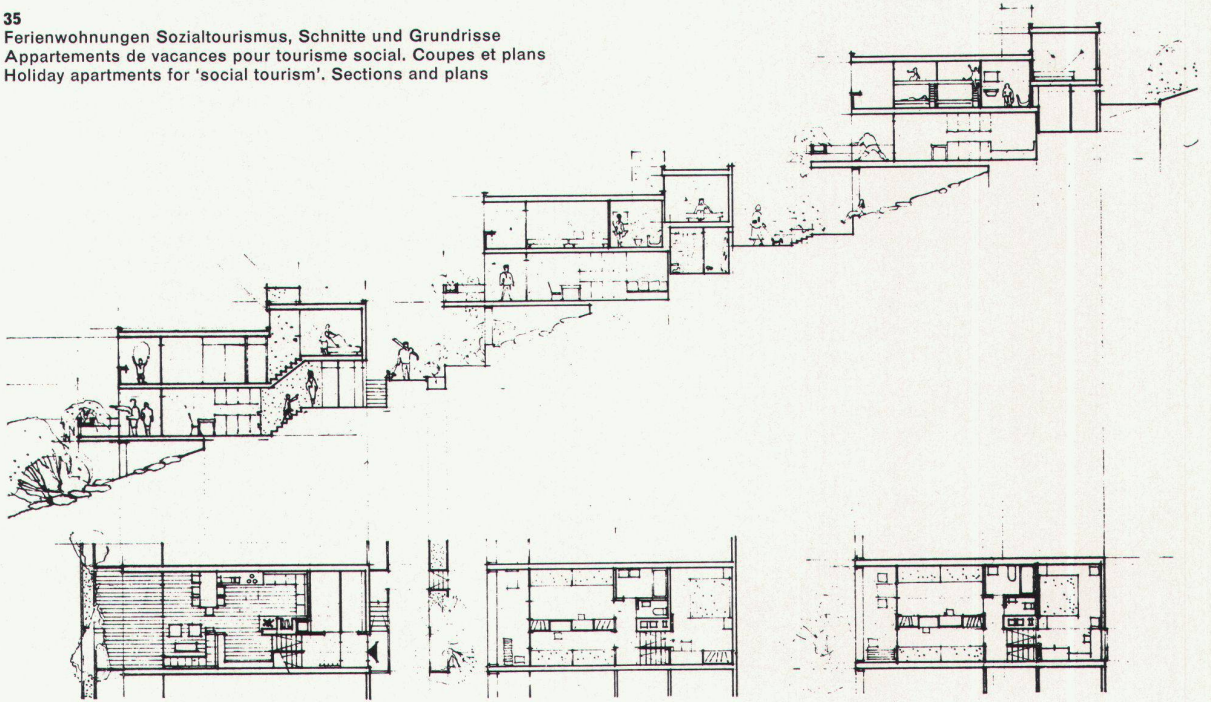 35
Ferienwohnungen Sozialtourismus, Schnitte und Grundrisse
Appartements de vacances pour tourisme social. Coupes et plans
Holiday apartments for ‘social tourism’. Sections and plans